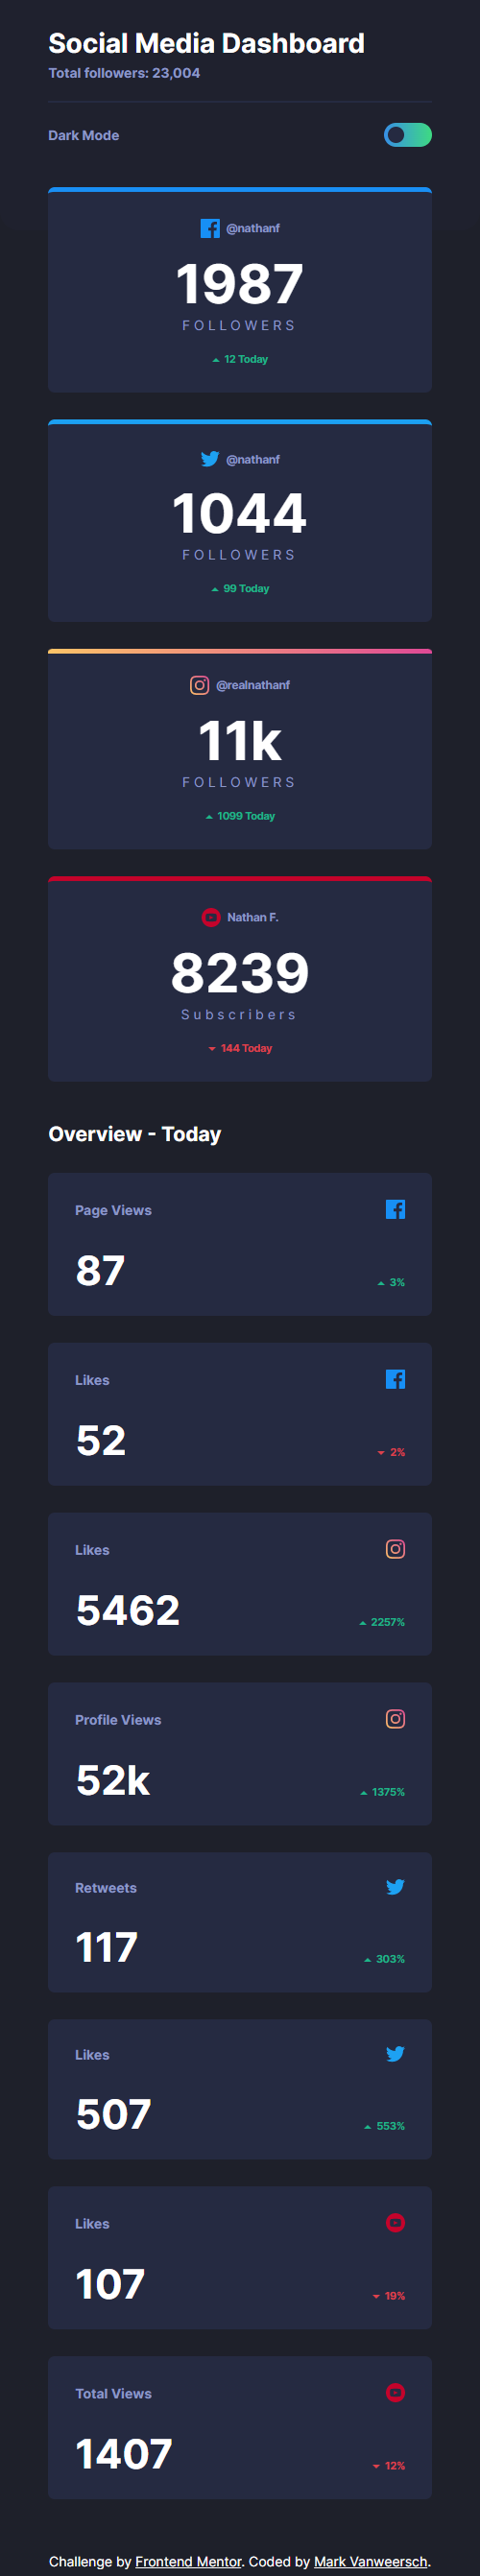 Social Media Dashboard
Total followers: 23,004
Dark Mode
@nathanf
1987
FOLLOWERS
12 Today
@nathanf
1044
FOLLOWERS
99 Today
@realnathanf
11k
FOLLOWERS
1099 Today
Nathan F.
8239
Subscribers
144 Today
Overview - Today
Page Views
87
3%
Likes
52
2%
Likes
5462
2257%
Profile Views
52k
1375%
Retweets
117
303%
Likes
507
553%
Likes
107
19%
Total Views
1407
12%
Challenge by Frontend Mentor. Coded by Mark Vanweersch.